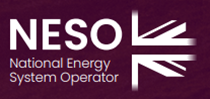 NESO
National Energy
System Operator